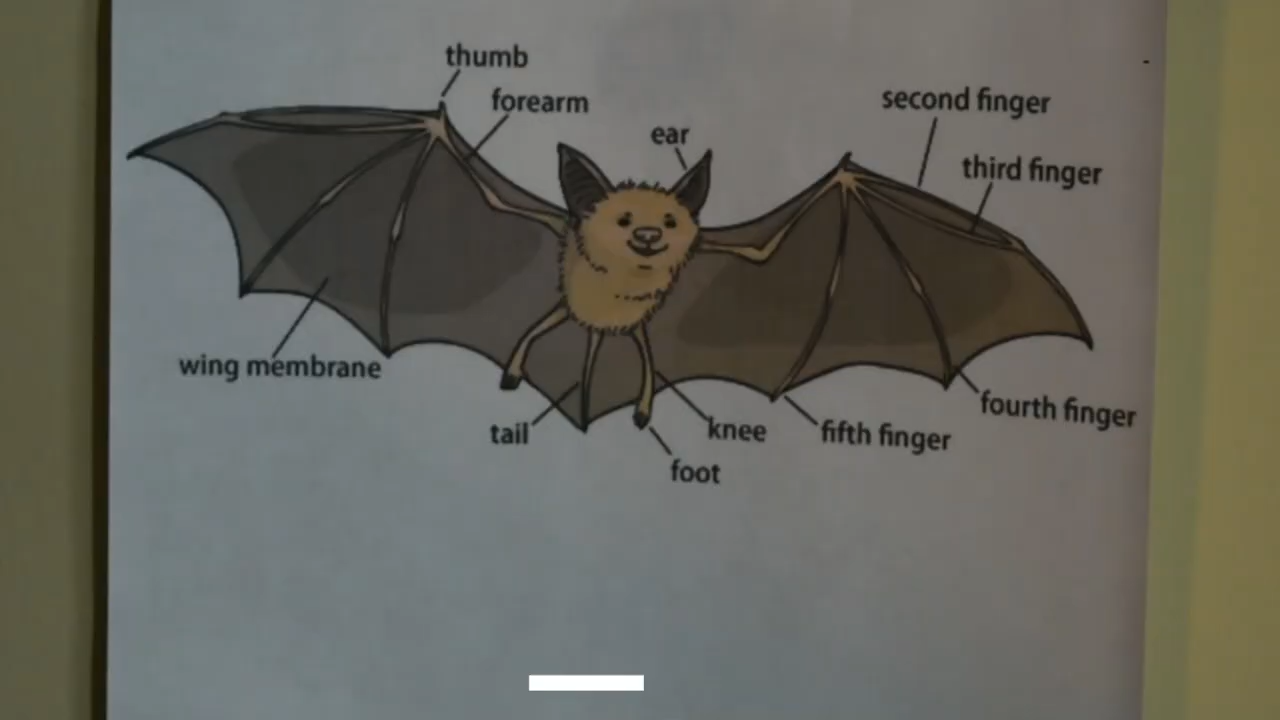 thumb
forearm
ear
second finger
third finger
wing membrane
tail
knee
foot
fifth finger
fourth finger